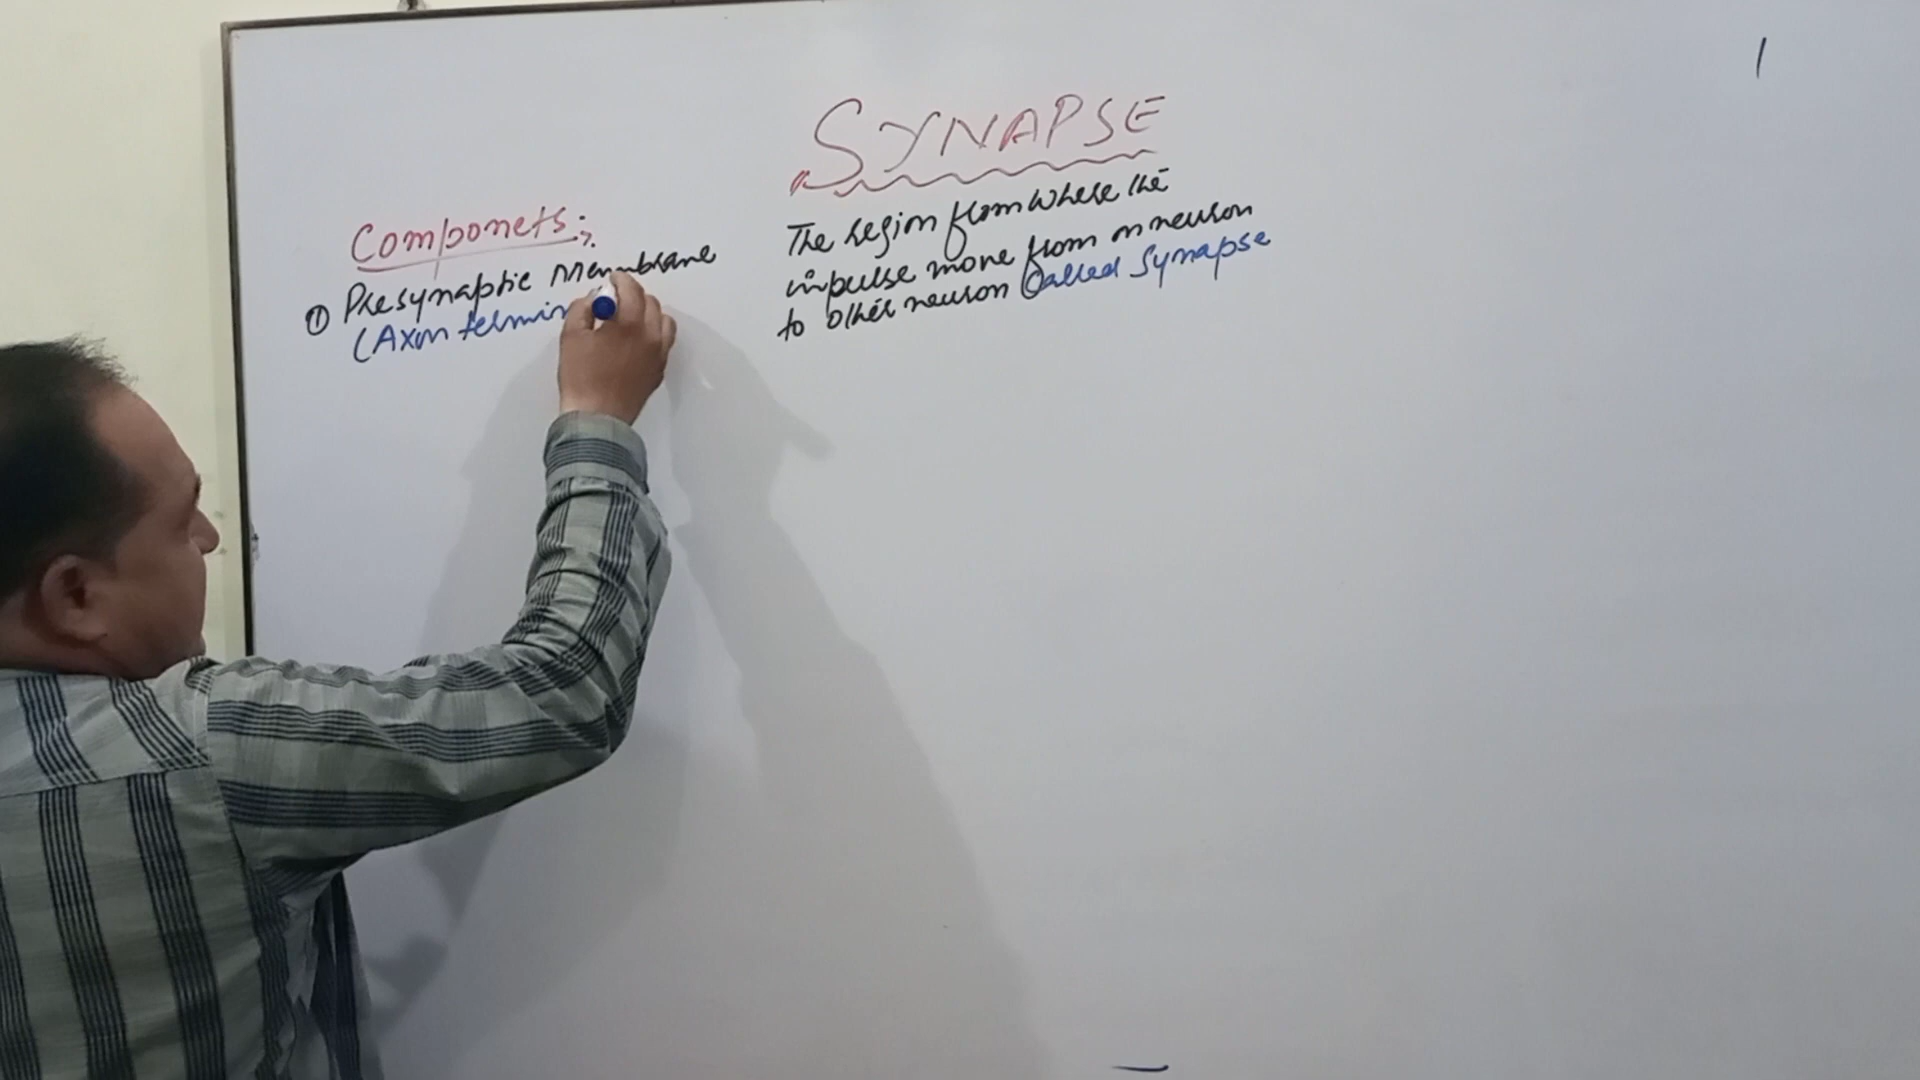 SYNAPSE
The region from where the
impulse move from on neuron
to other neuron called Synapse
Componets:
① Presynaptic Membrane
(Axon termin